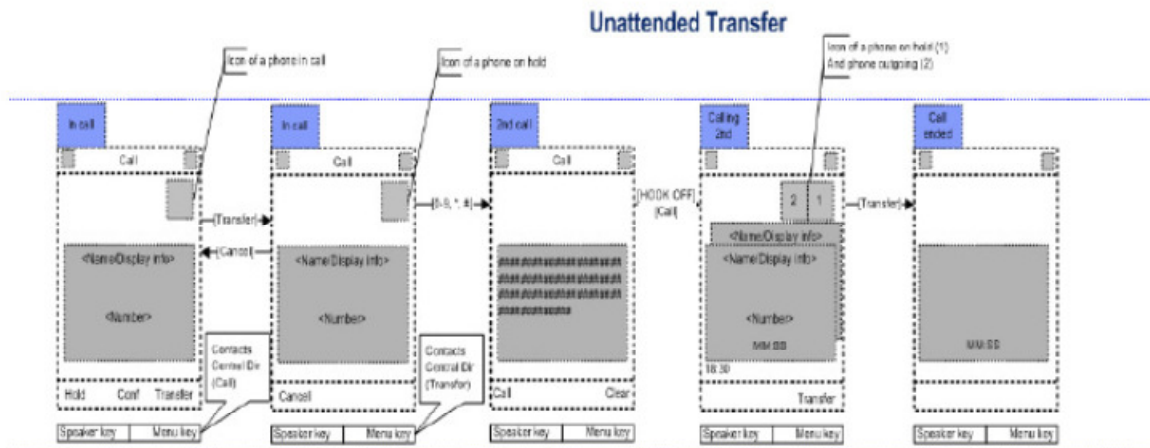 Unattended Transfer
Icon of a phone in call
Icon of a phone on hold
Icon of a phone on hold (1)
And phone outgoing (2)
In call
In call
2nd call
Calling
2nd
Call
ended
Call
Call
Call
[Transfer]
[Cancel]
[0-9, *, #]
[HOOK OFF]
[Call]
2 1
[Transfer]
<Name/Display info>
<Number>
<Name/Display info>
<Number>
<Name/Display info>
<Name/Display info>
<Number>
MM:SS
MM:SS
18:30
Contacts
Central Dir
(Call)
Contacts
Central Dir
(Transfer)
Hold Conf Transfer
Cancel
Call Clear
Transfer
Speaker key Menu key
Speaker key Menu key
Speaker key Menu key
Speaker key Menu key
Speaker key Menu key